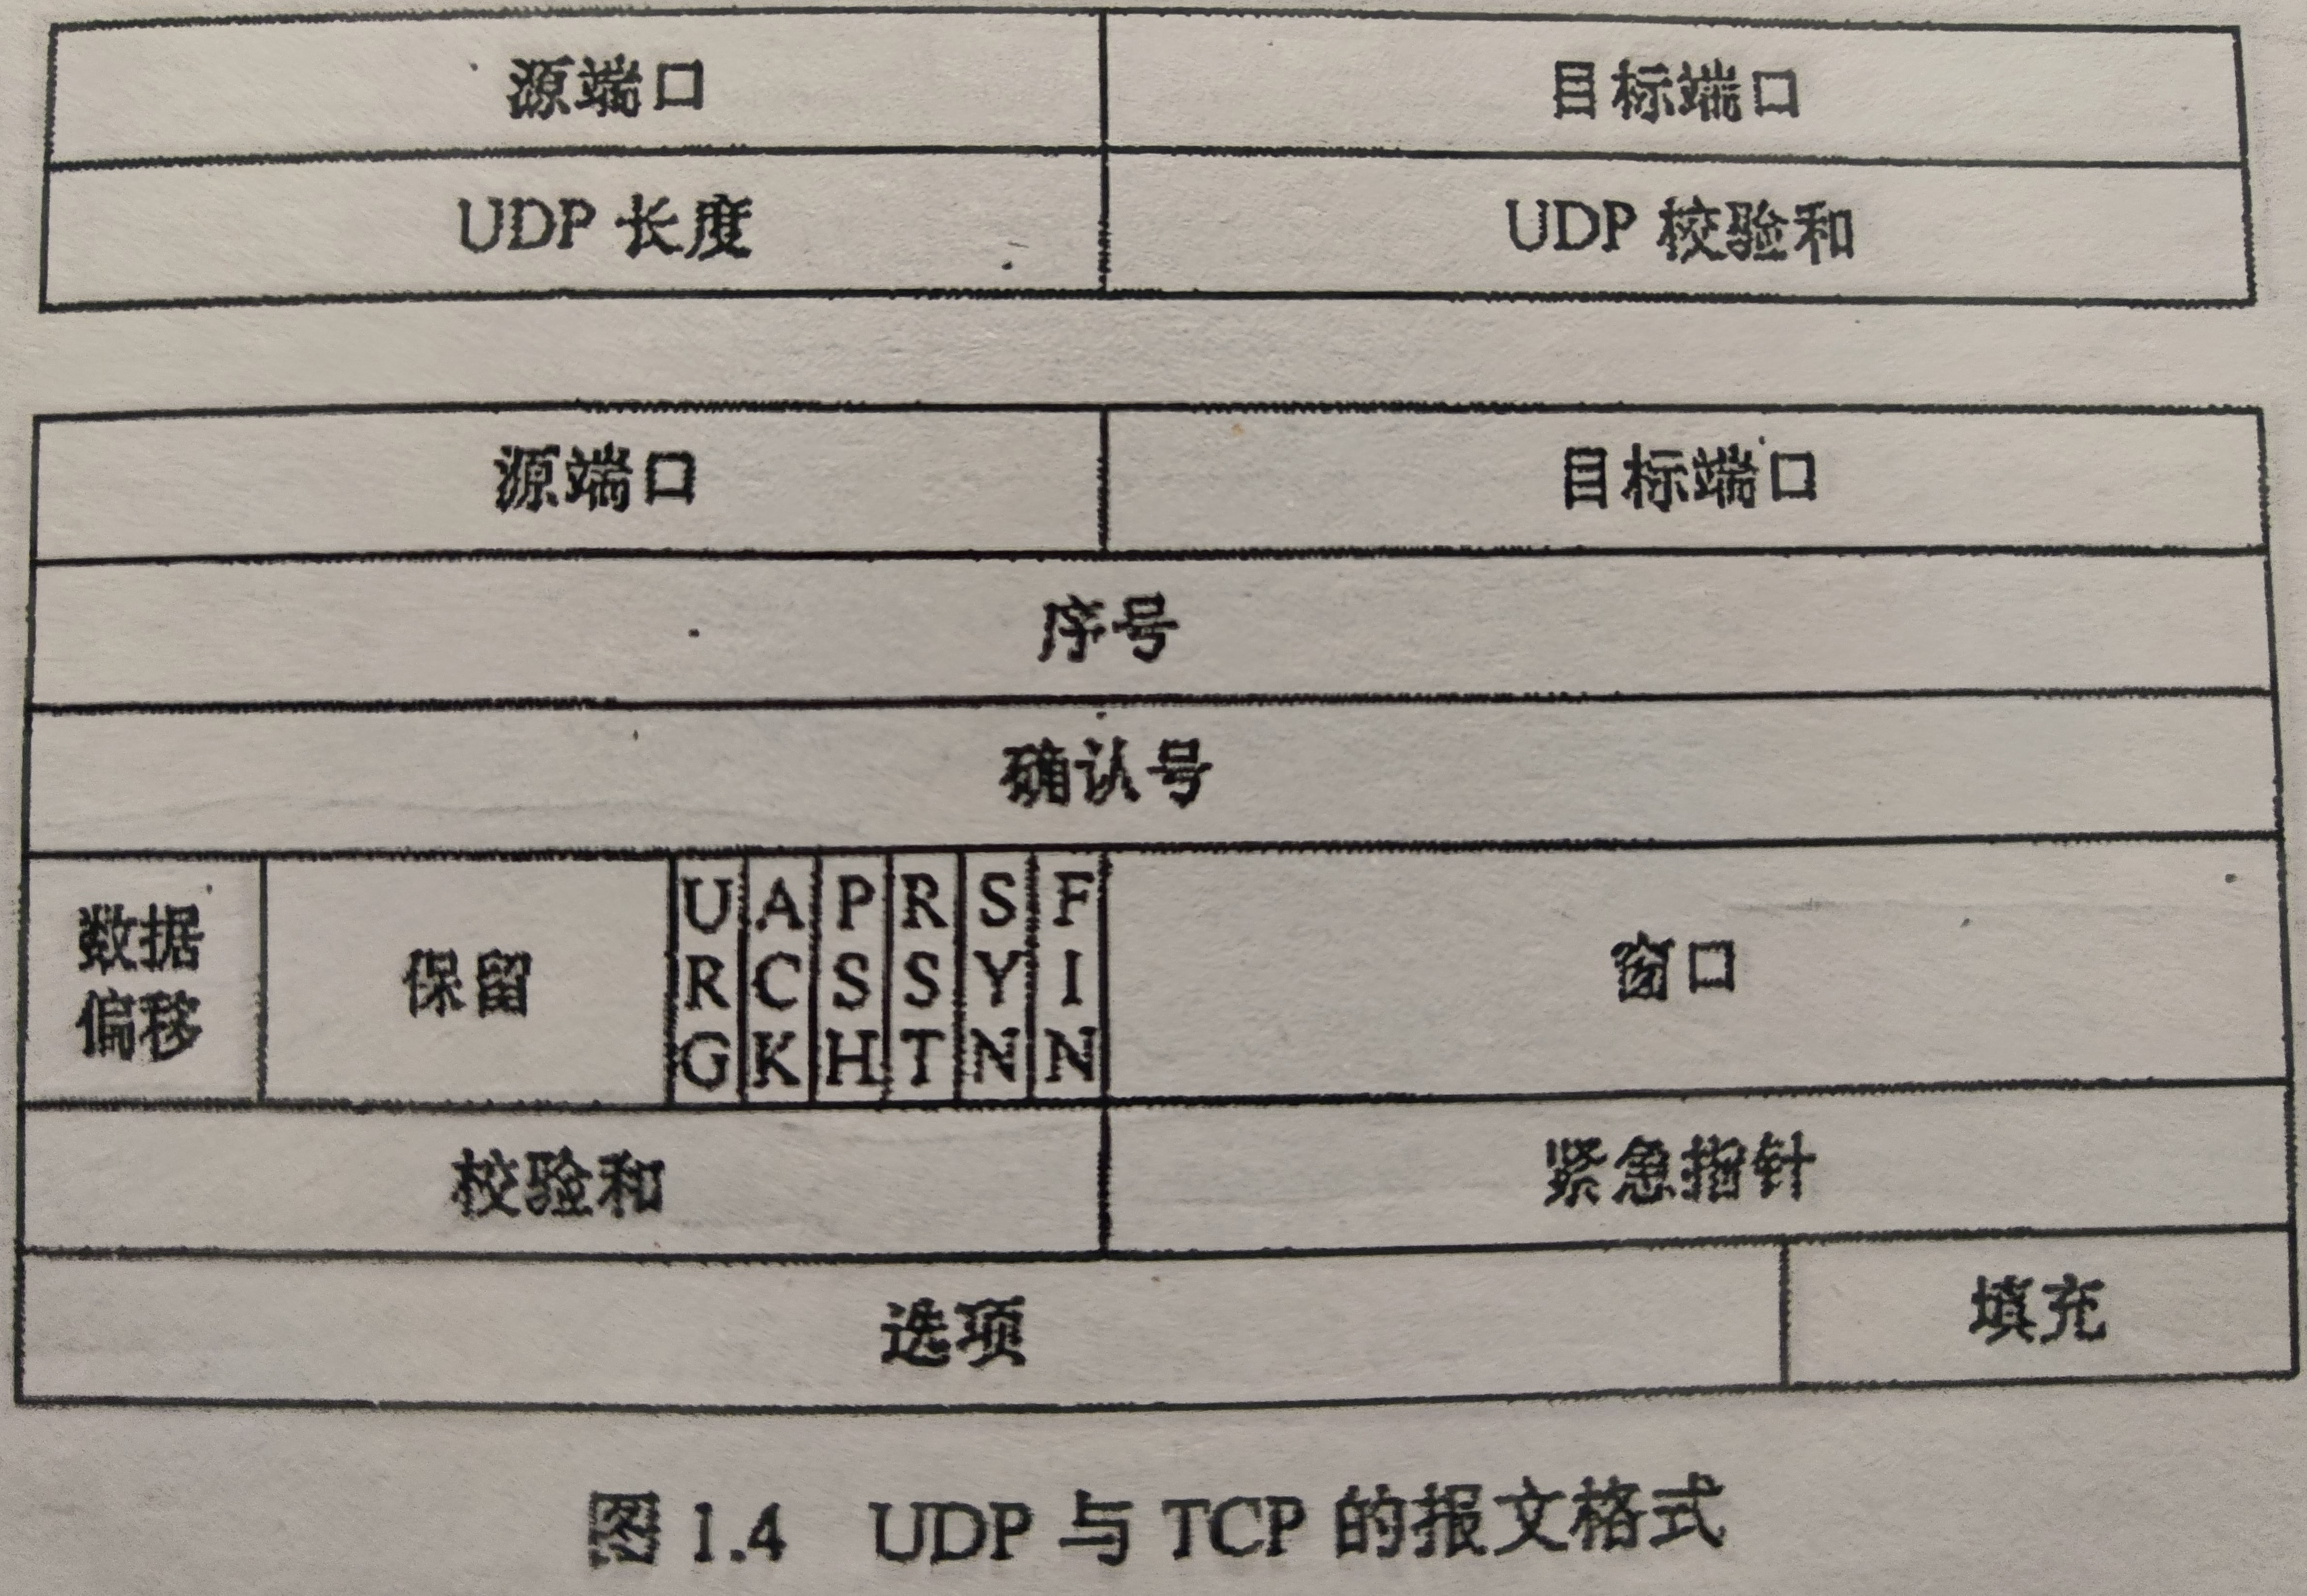 源端口 目标端口
UDP 长度 UDP 校验和
源端口 目标端口
序号
确认号
数据偏移 保留 URG ACK PSH RST SYN FIN 窗口
校验和 紧急指针
选项 填充
图 1.4 UDP 与 TCP 的报文格式